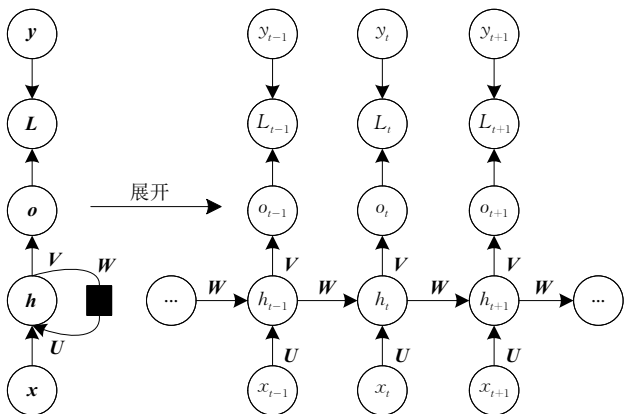 y y_{t-1} y_t y_{t+1}
L L_{t-1} L_t L_{t+1}
展开
o o_{t-1} o_t o_{t+1}
V W V V V
h ... W h_{t-1} W h_t W h_{t+1} W ...
U U U U
x x_{t-1} x_t x_{t+1}